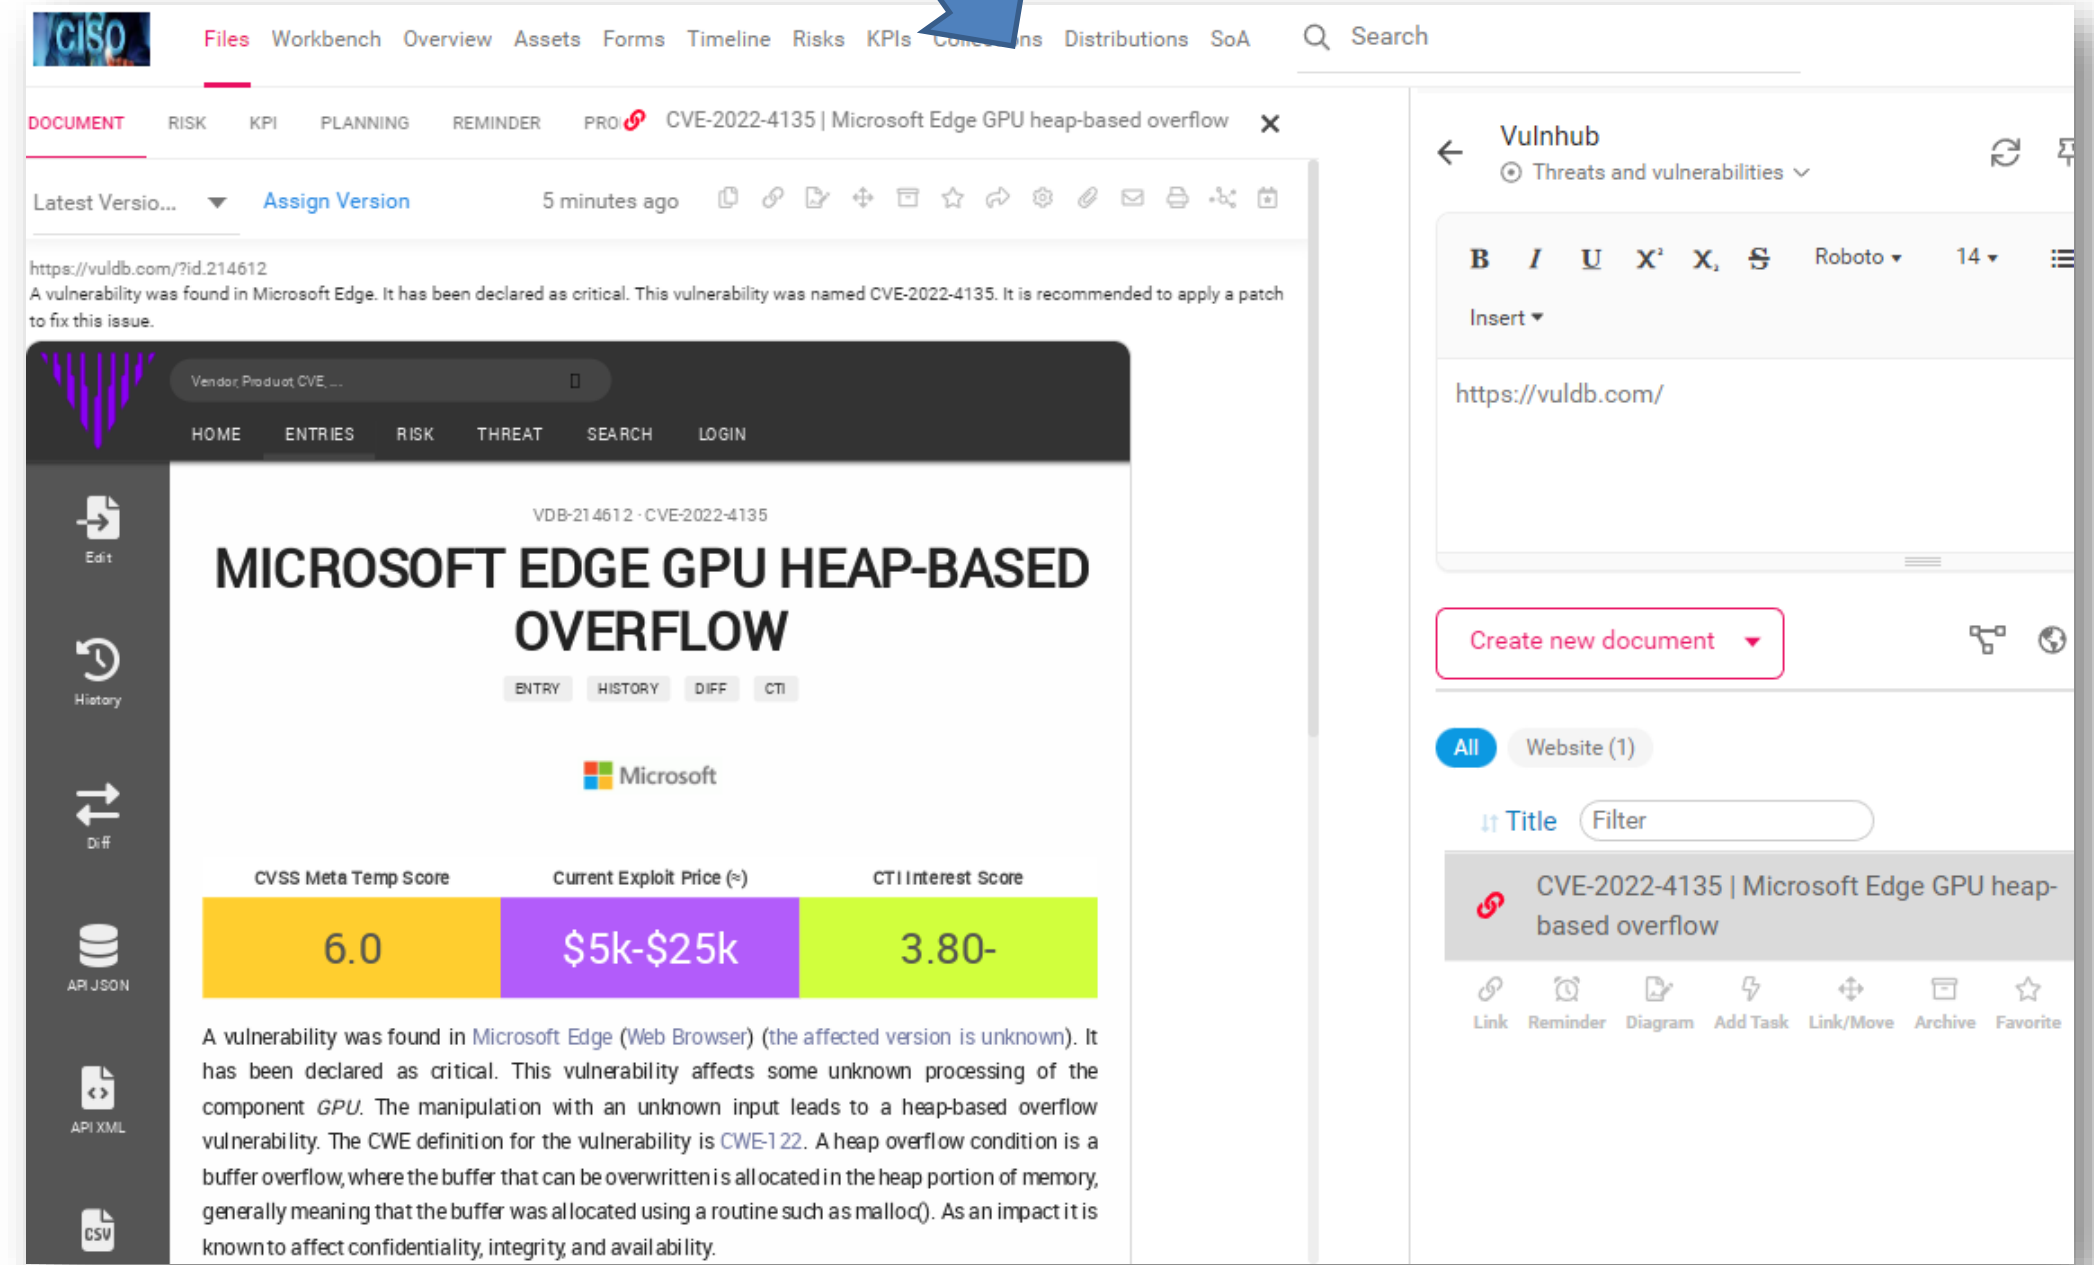 CISO
Files Workbench Overview Assets Forms Timeline Risks KPIs Distributions SoA Search
DOCUMENT RISK KPI PLANNING REMINDER CVE-2022-4135 | Microsoft Edge GPU heap-based overflow
Latest Versio... Assign Version 5 minutes ago
https://vuldb.com/?id.214612
A vulnerability was found in Microsoft Edge. It has been declared as critical. This vulnerability was named CVE-2022-4135. It is recommended to apply a patch
to fix this issue.
Vendor, Product, CVE, ....
HOME ENTRIES RISK THREAT SEARCH LOGIN
Edit
History
Diff
API JSON
API XML
CSV
VDB-214612 · CVE-2022-4135
MICROSOFT EDGE GPU HEAP-BASED
OVERFLOW
ENTRY HISTORY DIFF CTI
Microsoft
CVSS Meta Temp Score Current Exploit Price (≈) CTI Interest Score
6.0 $5k-$25k 3.80-
A vulnerability was found in Microsoft Edge (Web Browser) (the affected version is unknown). It
has been declared as critical. This vulnerability affects some unknown processing of the
component GPU. The manipulation with an unknown input leads to a heap-based overflow
vulnerability. The CWE definition for the vulnerability is CWE-122. A heap overflow condition is a
buffer overflow, where the buffer that can be overwritten is allocated in the heap portion of memory,
generally meaning that the buffer was allocated using a routine such as malloc(). As an impact it is
known to affect confidentiality, integrity, and availability.
Vulnhub
Threats and vulnerabilities
B I U X² X₂ S Roboto 14
Insert
https://vuldb.com/
Create new document
All Website (1)
Title Filter
CVE-2022-4135 | Microsoft Edge GPU heap-
based overflow
Link Reminder Diagram Add Task Link/Move Archive Favorite